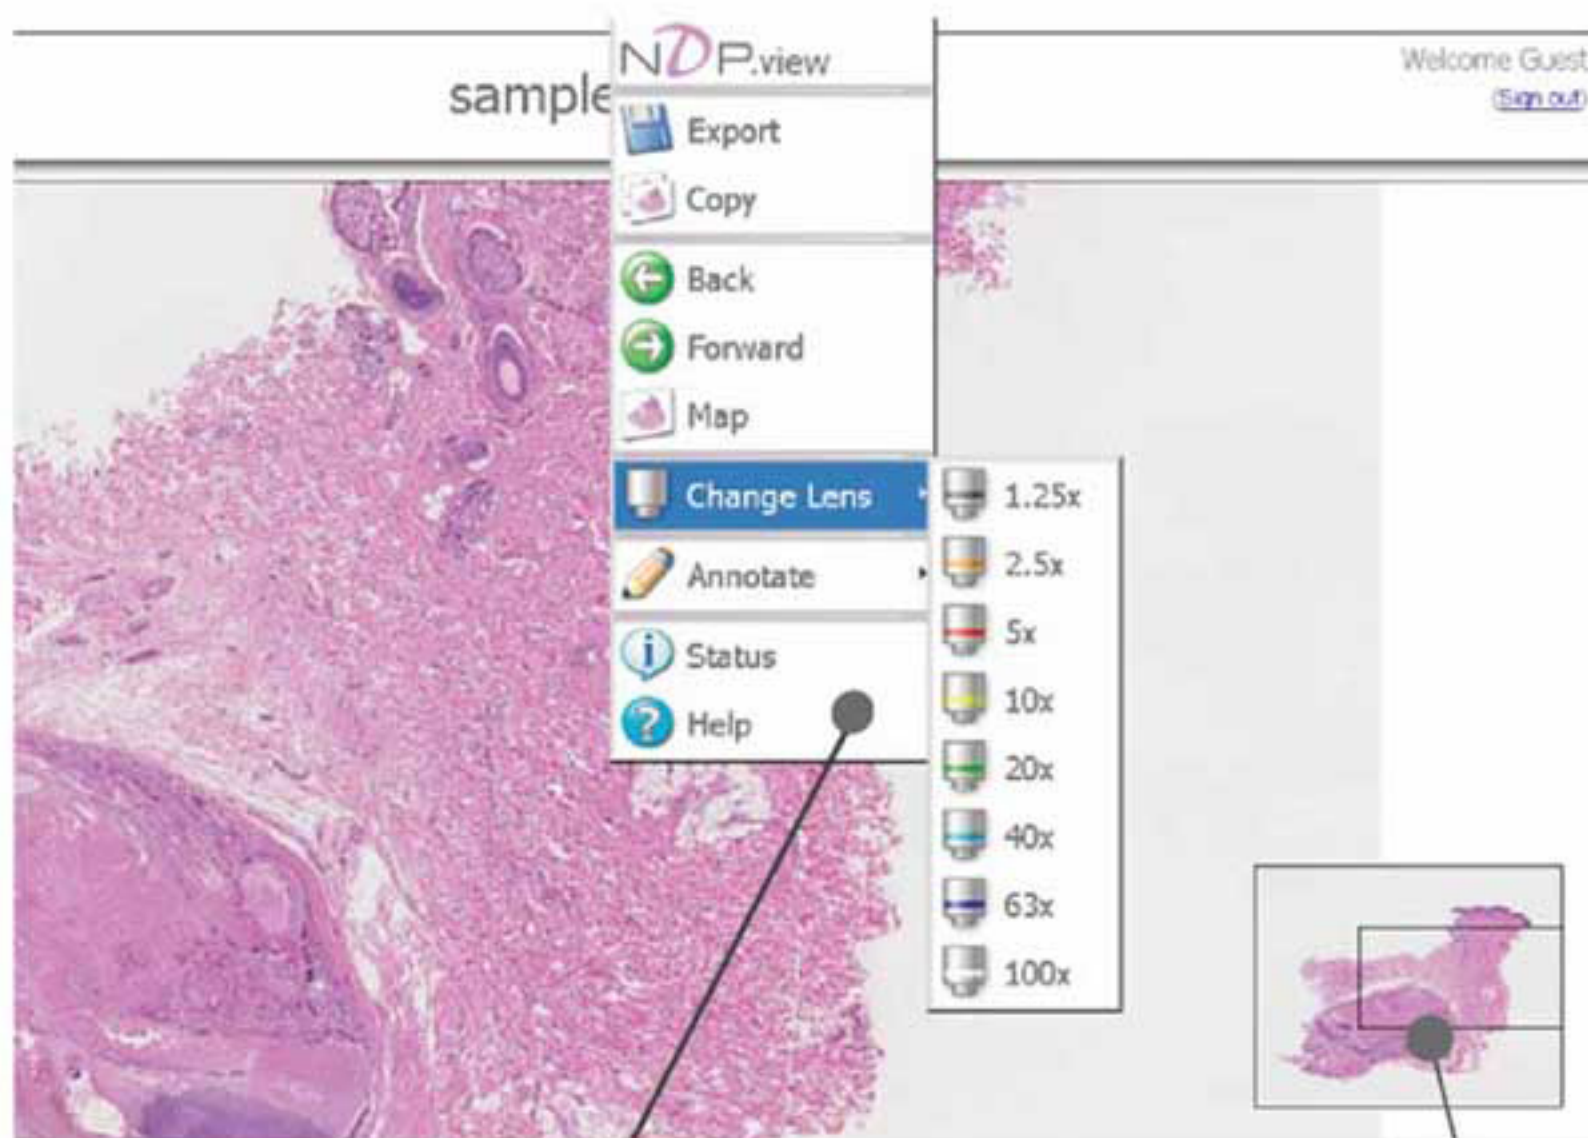 NDP.view
Welcome Guest
sample
(Sign out)
Export
Copy
Back
Forward
Map
Change Lens
Annotate
Status
Help
1.25x
2.5x
5x
10x
20x
40x
63x
100x